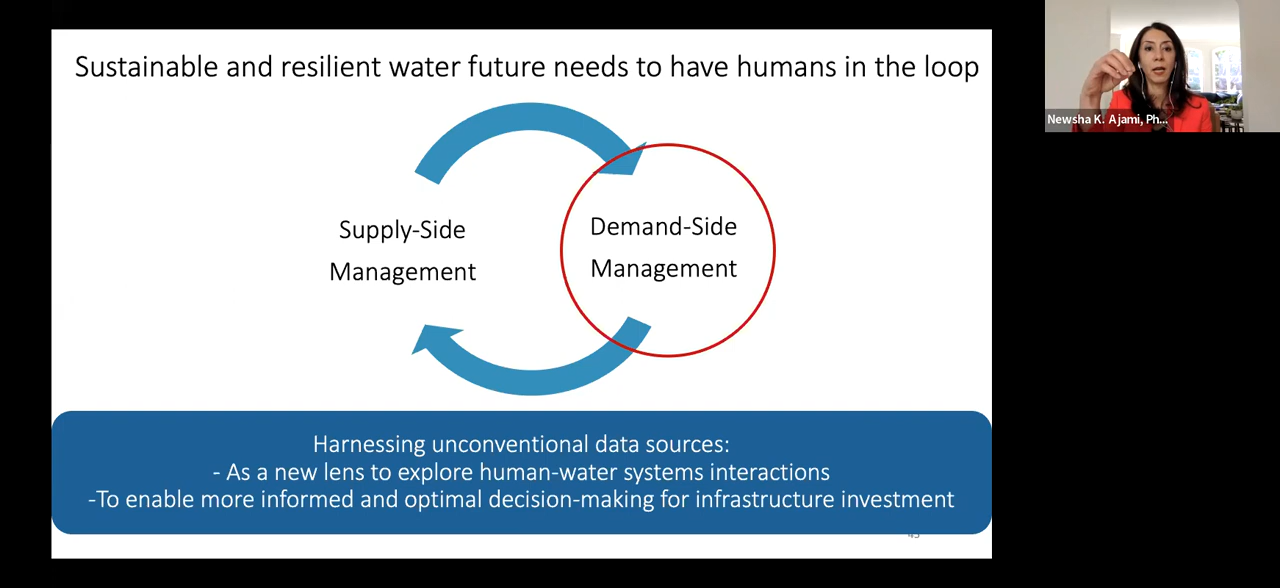 Sustainable and resilient water future needs to have humans in the loop
Newsha K. Ajami, Ph...
Supply-Side
Management
Demand-Side
Management
Harnessing unconventional data sources:
- As a new lens to explore human-water systems interactions
-To enable more informed and optimal decision-making for infrastructure investment